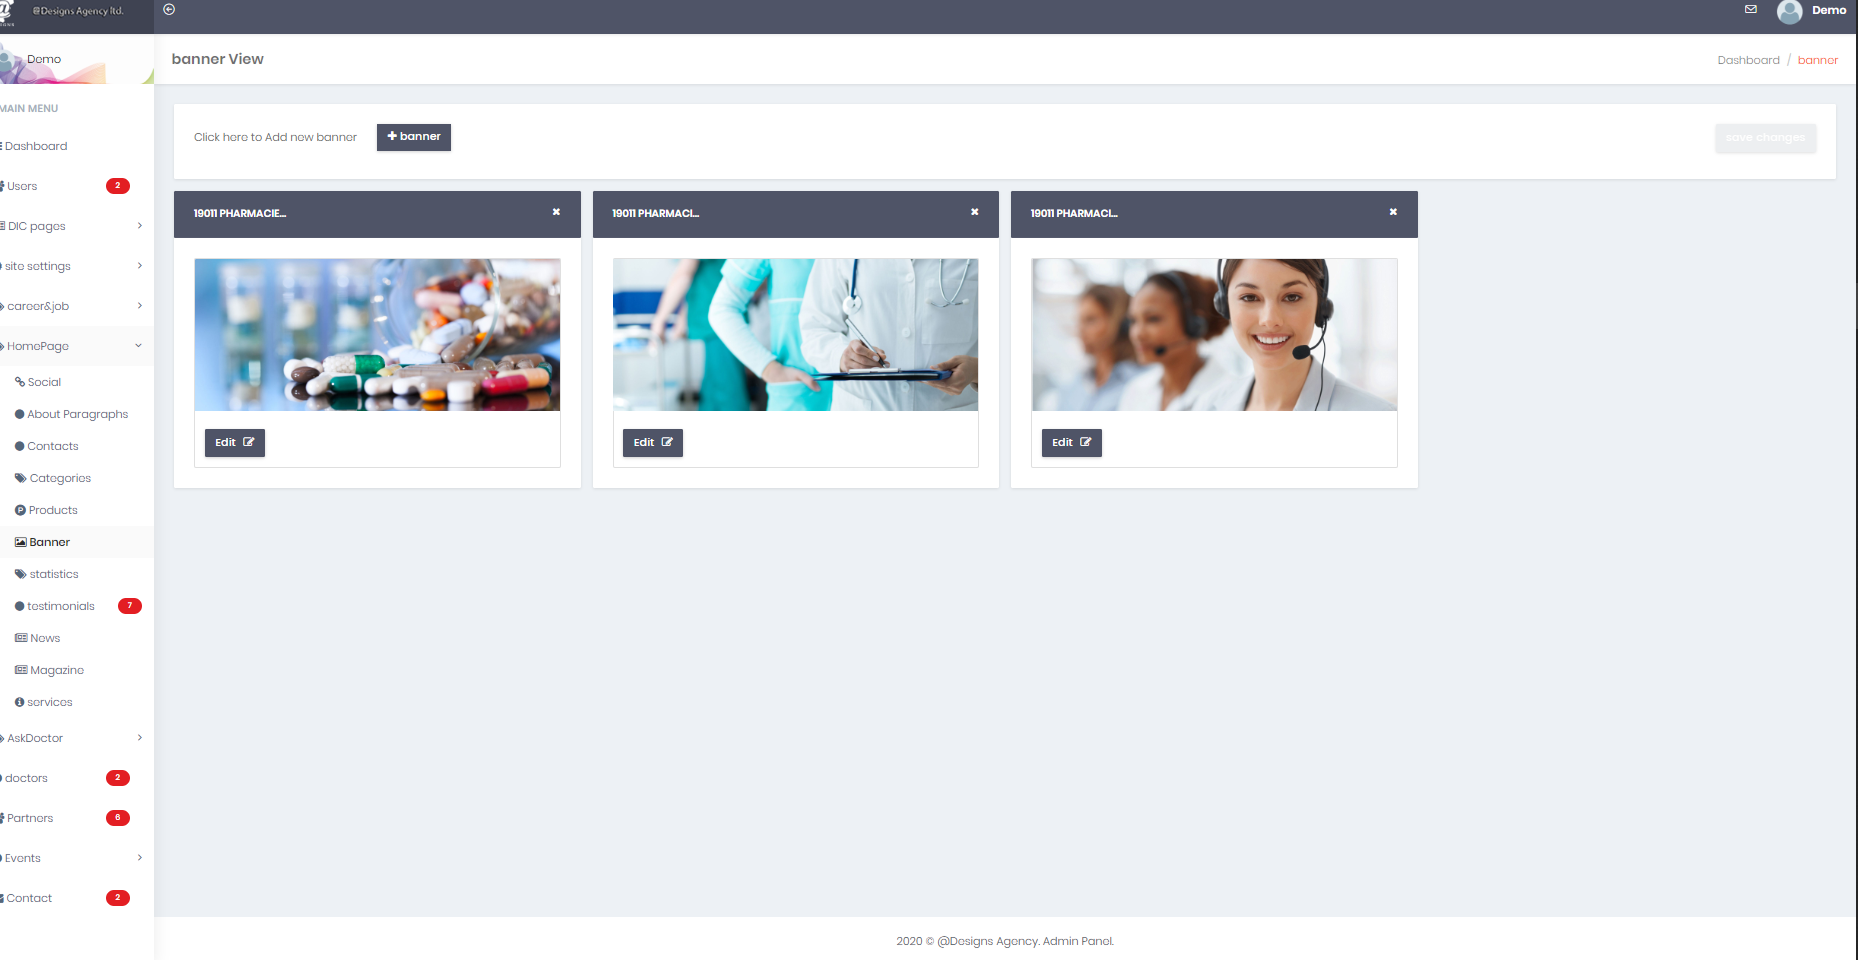 @Designs Agency ltd.
Demo
Demo
banner View
Dashboard / banner
MAIN MENU
Dashboard
Users 2
DIC pages
site settings
career&job
HomePage
Social
About Paragraphs
Contacts
Categories
Products
Banner
statistics
testimonials 7
News
Magazine
services
AskDoctor
doctors 2
Partners 6
Events
Contact 2
Click here to Add new banner
+ banner
save changes
19011 PHARMACIE...
Edit
19011 PHARMACI...
Edit
19011 PHARMACI...
Edit
2020 © @Designs Agency. Admin Panel.